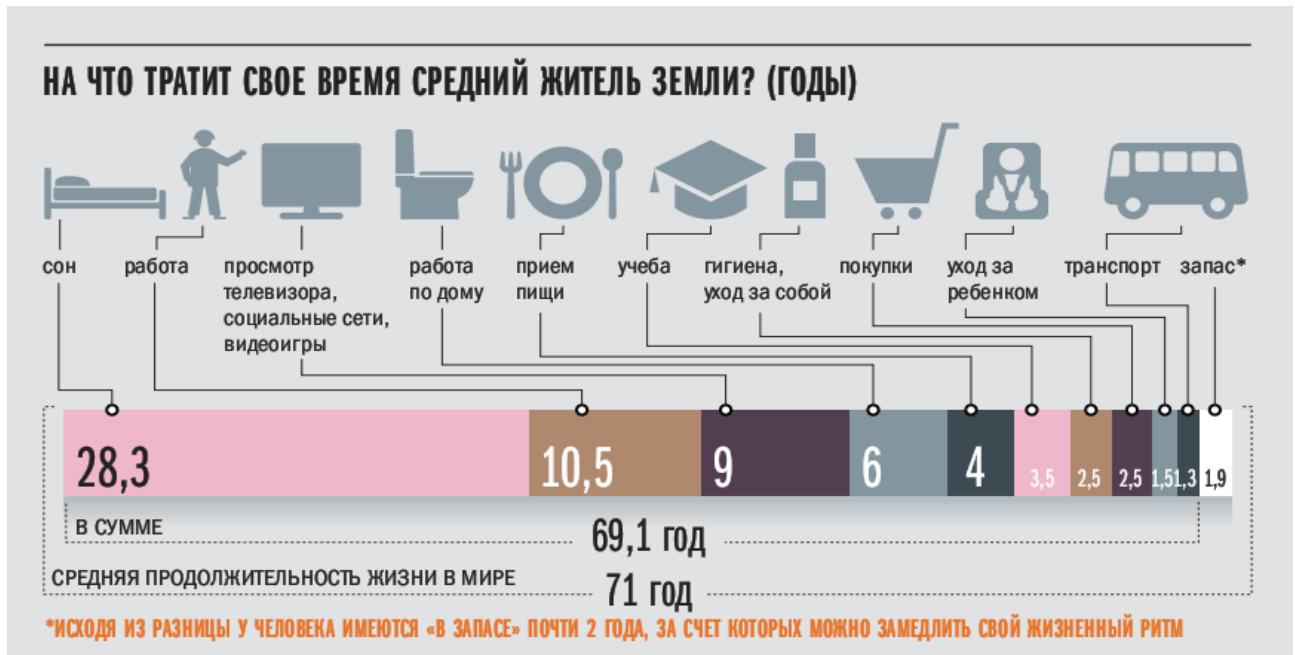 НА ЧТО ТРАТИТ СВОЕ ВРЕМЯ СРЕДНИЙ ЖИТЕЛЬ ЗЕМЛИ? (ГОДЫ)
сон
работа
просмотр
телевизора,
социальные сети,
видеоигры
работа
по дому
прием
пищи
учеба
гигиена,
уход за собой
покупки
уход за
ребенком
транспорт
запас*
28,3
10,5
9
6
4
3,5
2,5
2,5
1,5
1,3
1,9
В СУММЕ
69,1 год
СРЕДНЯЯ ПРОДОЛЖИТЕЛЬНОСТЬ ЖИЗНИ В МИРЕ
71 год
*ИСХОДЯ ИЗ РАЗНИЦЫ У ЧЕЛОВЕКА ИМЕЮТСЯ «В ЗАПАСЕ» ПОЧТИ 2 ГОДА, ЗА СЧЕТ КОТОРЫХ МОЖНО ЗАМЕДЛИТЬ СВОЙ ЖИЗНЕННЫЙ РИТМ